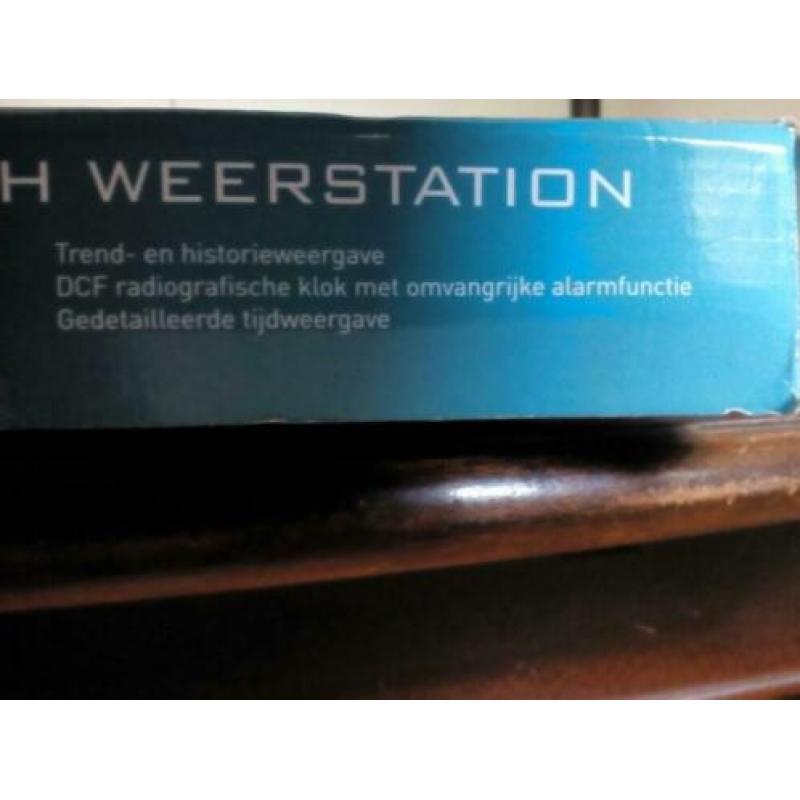 H WEERSTATION
Trend- en historieweergave
DCF radiografische klok met omvangrijke alarmfunctie
Gedetailleerde tijdweergave